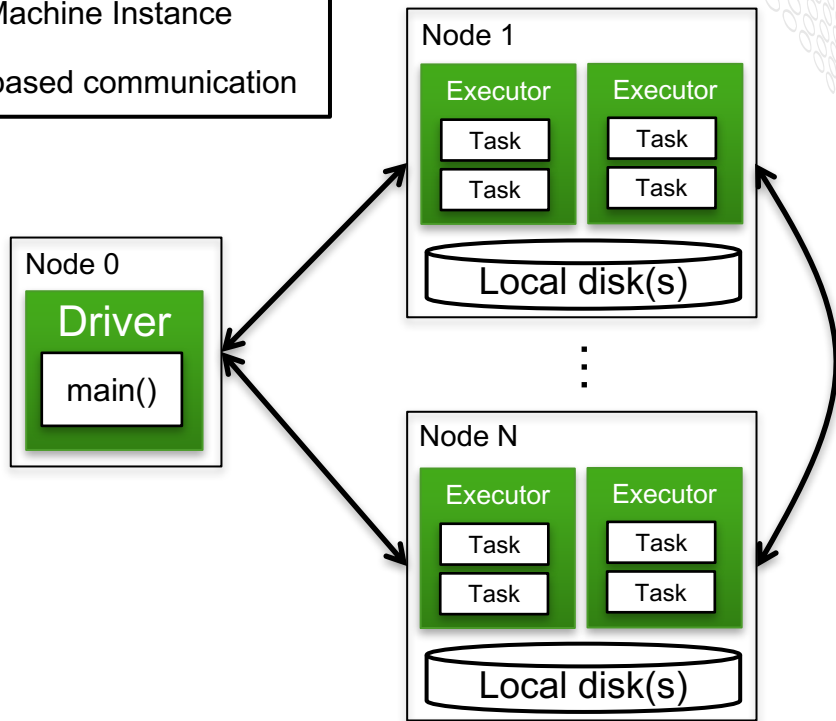 Machine Instance
based communication
Node 1
Executor
Executor
Task
Task
Task
Task
Local disk(s)
Node 0
Driver
main()
⋮
Node N
Executor
Executor
Task
Task
Task
Task
Local disk(s)